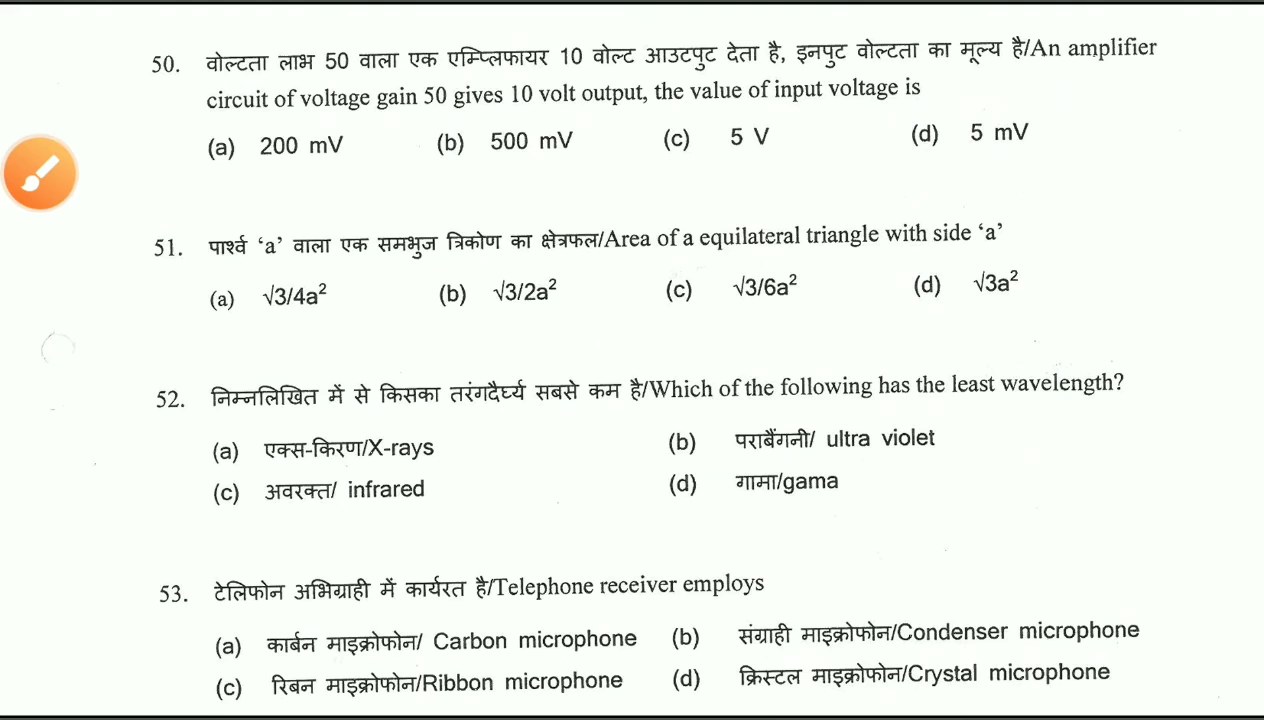 50. वोल्टता लाभ 50 वाला एक एम्प्लिफायर 10 वोल्ट आउटपुट देता है, इनपुट वोल्टता का मूल्य है/An amplifier
circuit of voltage gain 50 gives 10 volt output, the value of input voltage is
(a) 200 mV (b) 500 mV (c) 5 V (d) 5 mV
51. पार्श्व ‘a’ वाला एक समभुज त्रिकोण का क्षेत्रफल/Area of a equilateral triangle with side ‘a’
(a) √3/4a² (b) √3/2a² (c) √3/6a² (d) √3a²
52. निम्नलिखित में से किसका तरंगदैर्घ्य सबसे कम है/Which of the following has the least wavelength?
(a) एक्स-किरण/X-rays (b) पराबैंगनी/ ultra violet
(c) अवरक्त/ infrared (d) गामा/gama
53. टेलिफोन अभिग्राही में कार्यरत है/Telephone receiver employs
(a) कार्बन माइक्रोफोन/ Carbon microphone (b) संग्राही माइक्रोफोन/Condenser microphone
(c) रिबन माइक्रोफोन/Ribbon microphone (d) क्रिस्टल माइक्रोफोन/Crystal microphone